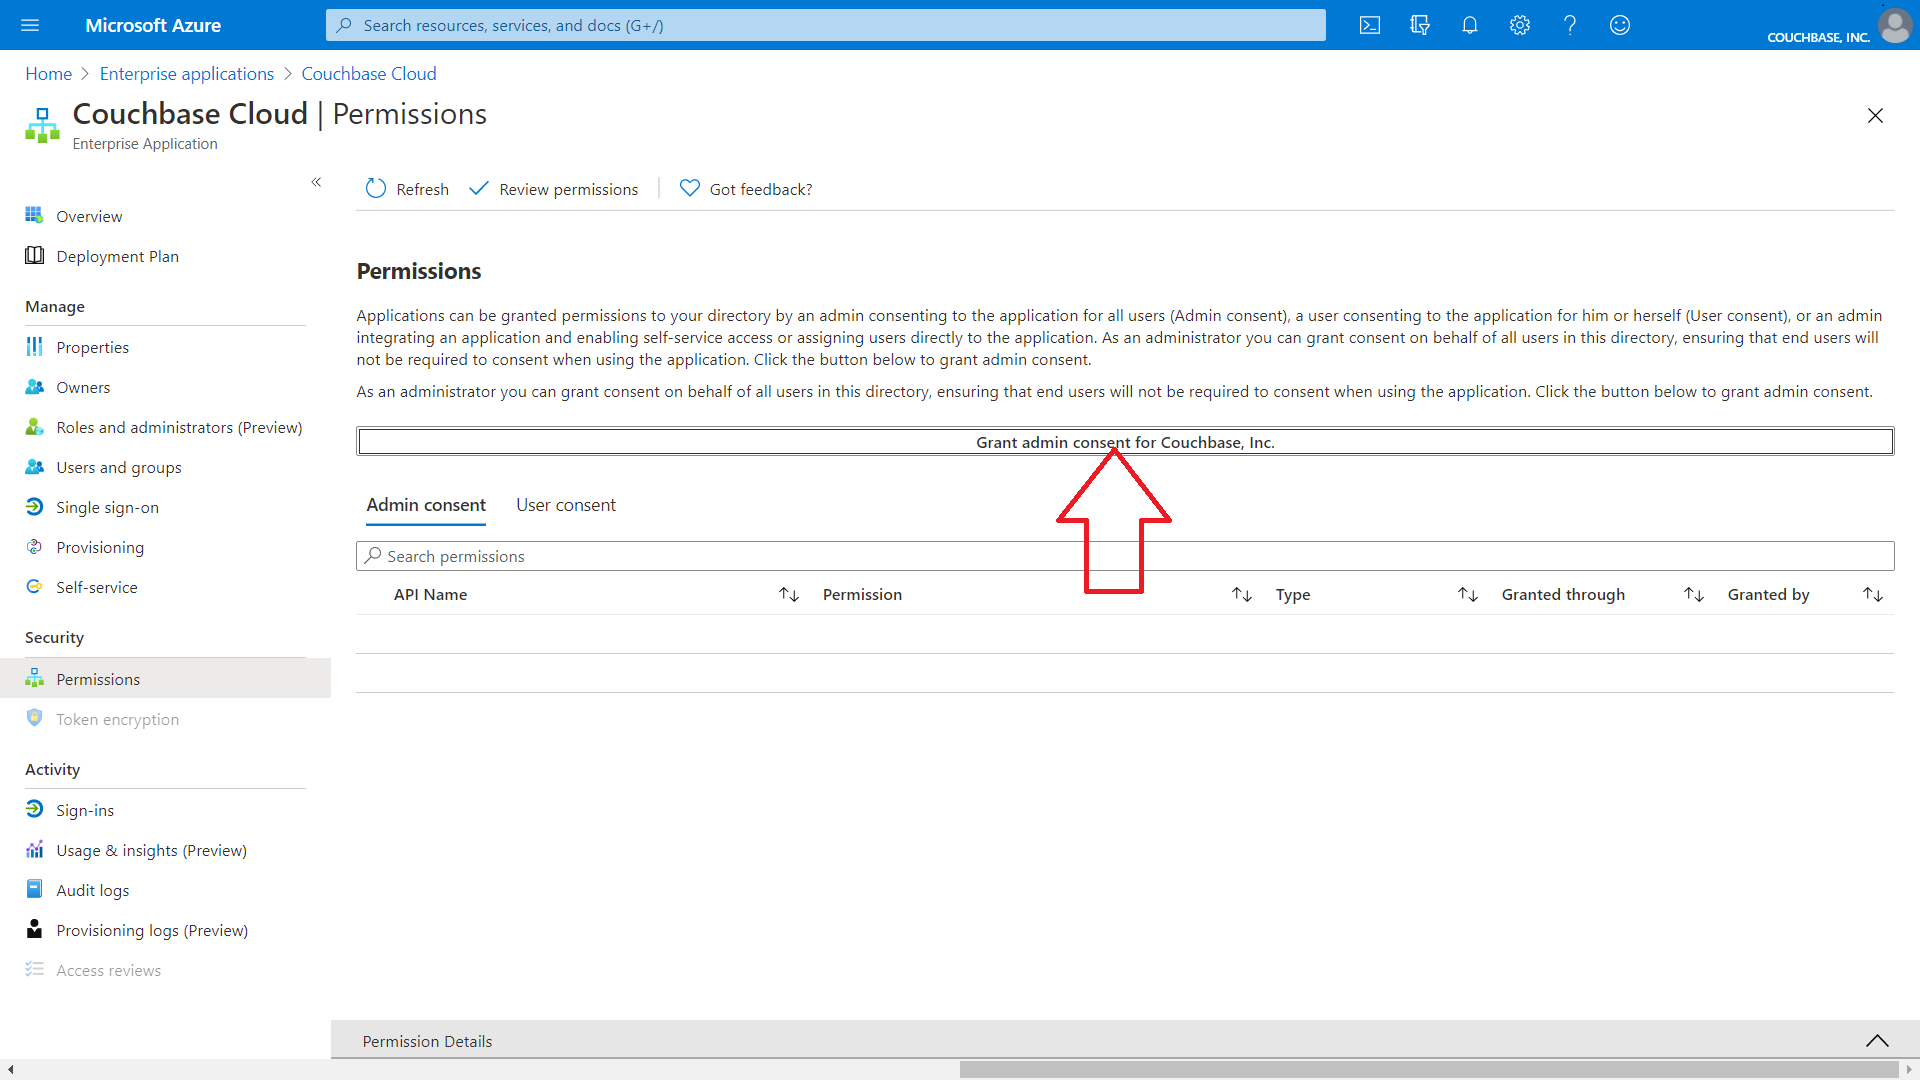 Microsoft Azure
Search resources, services, and docs (G+/)
COUCHBASE, INC.
Home > Enterprise applications > Couchbase Cloud
Couchbase Cloud | Permissions
Enterprise Application
«
Refresh
Review permissions
Got feedback?
Overview
Deployment Plan
Manage
Properties
Owners
Roles and administrators (Preview)
Users and groups
Single sign-on
Provisioning
Self-service
Security
Permissions
Token encryption
Activity
Sign-ins
Usage & insights (Preview)
Audit logs
Provisioning logs (Preview)
Access reviews
Permissions
Applications can be granted permissions to your directory by an admin consenting to the application for all users (Admin consent), a user consenting to the application for him or herself (User consent), or an admin
integrating an application and enabling self-service access or assigning users directly to the application. As an administrator you can grant consent on behalf of all users in this directory, ensuring that end users will
not be required to consent when using the application. Click the button below to grant admin consent.
As an administrator you can grant consent on behalf of all users in this directory, ensuring that end users will not be required to consent when using the application. Click the button below to grant admin consent.
Grant admin consent for Couchbase, Inc.
Admin consent
User consent
Search permissions
API Name
Permission
Type
Granted through
Granted by
Permission Details